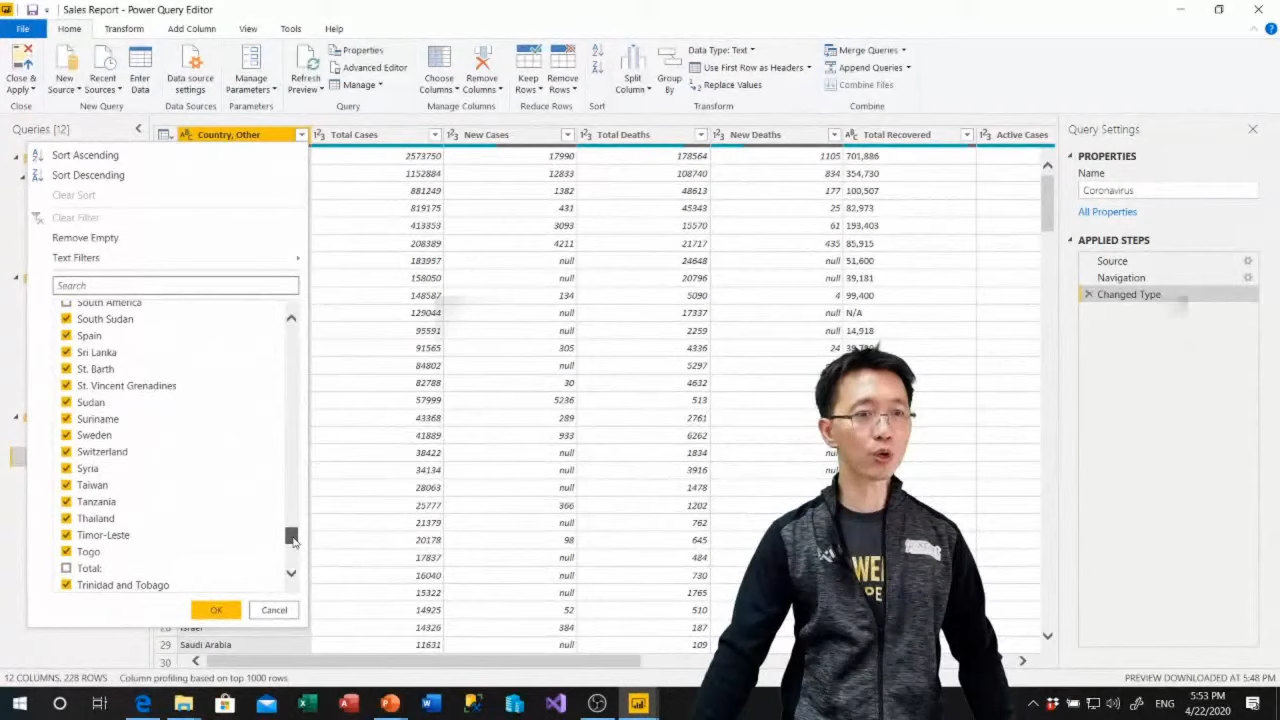 Sales Report - Power Query Editor
File Home Transform Add Column View Tools Help
Close & Apply
Close
New Source Recent Sources Enter Data
New Query
Data source settings
Data Sources
Manage Parameters
Parameters
Refresh Preview
Properties
Advanced Editor
Manage
Query
Choose Columns Remove Columns
Manage Columns
Keep Rows Remove Rows
Reduce Rows
Sort
Split Column Group By
Data Type: Text
Use First Row as Headers
Replace Values
Transform
Merge Queries
Append Queries
Combine Files
Combine
Queries [12]
Country, Other Total Cases New Cases Total Deaths New Deaths Total Recovered Active Cases
Sort Ascending
Sort Descending
Clear Sort
Clear Filter
Remove Empty
Text Filters
Search
South America
South Sudan
Spain
Sri Lanka
St. Barth
St. Vincent Grenadines
Sudan
Suriname
Sweden
Switzerland
Syria
Taiwan
Tanzania
Thailand
Timor-Leste
Togo
Total:
Trinidad and Tobago
OK Cancel
2573750 17990 178564 1105 701,886
1152884 12833 108740 834 354,730
881249 1382 48613 177 100,507
819175 431 45343 25 82,973
413353 3093 15570 61 193,403
208389 4211 21717 435 85,915
183957 null 24648 null 51,600
158050 null 20796 null 39,181
148587 134 5090 4 99,400
129044 null 17337 null N/A
95591 null 2259 null 14,918
91565 305 4336 24
84802 null 5297
82788 30 4632
57999 5236 513
43368 289 2761
41889 933 6262
38422 null 1834
34134 null 3916
28063 null 1478
25777 366 1202
21379 null 762
20178 98 645
17837 null 484
16040 null 730
15322 null 1765
14925 52 510
28 Israel 14326 384 187
29 Saudi Arabia 11631 null 109
30
Query Settings
PROPERTIES
Name
Coronavirus
All Properties
APPLIED STEPS
Source
Navigation
Changed Type
12 COLUMNS, 228 ROWS Column profiling based on top 1000 rows
PREVIEW DOWNLOADED AT 5:48 PM
ENG
5:53 PM
4/22/2020